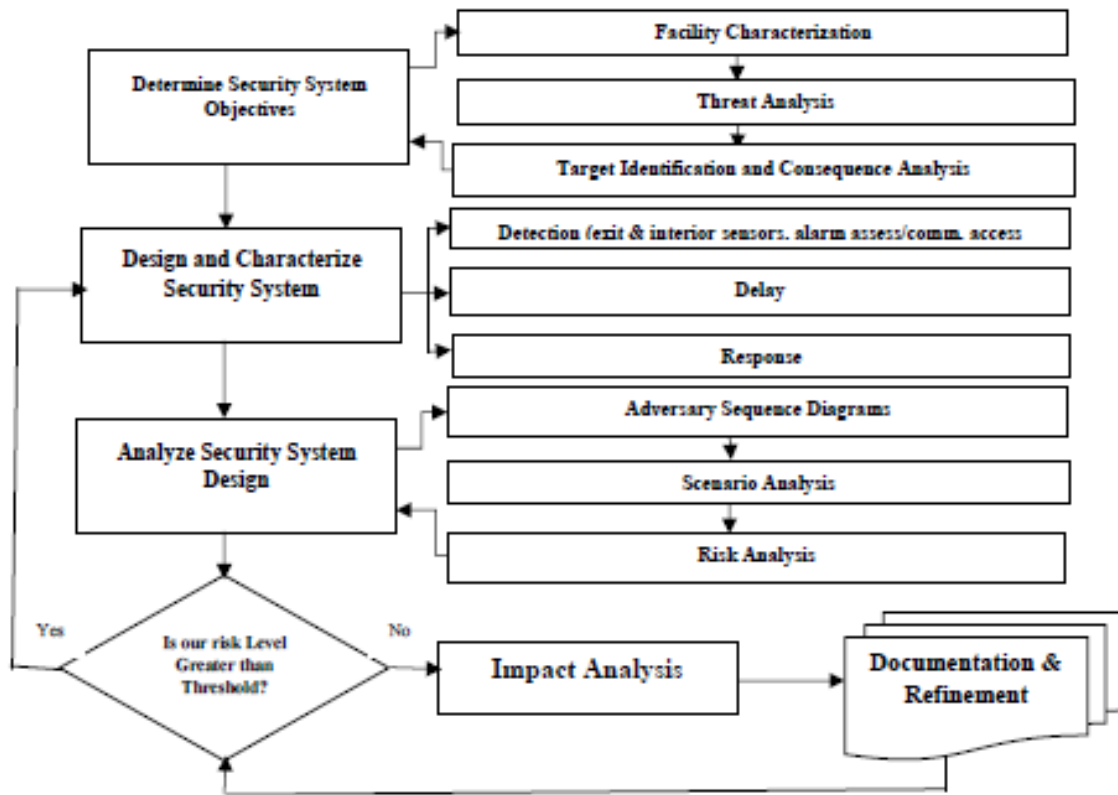 Facility Characterization
Determine Security System
Objectives
Threat Analysis
Target Identification and Consequence Analysis
Detection (exit & interior sensors, alarm assess/comm, access
Design and Characterize
Security System
Delay
Response
Adversary Sequence Diagrams
Analyze Security System
Design
Scenario Analysis
Risk Analysis
Yes
Is our risk Level
Greater than
Threshold?
No
Impact Analysis
Documentation &
Refinement